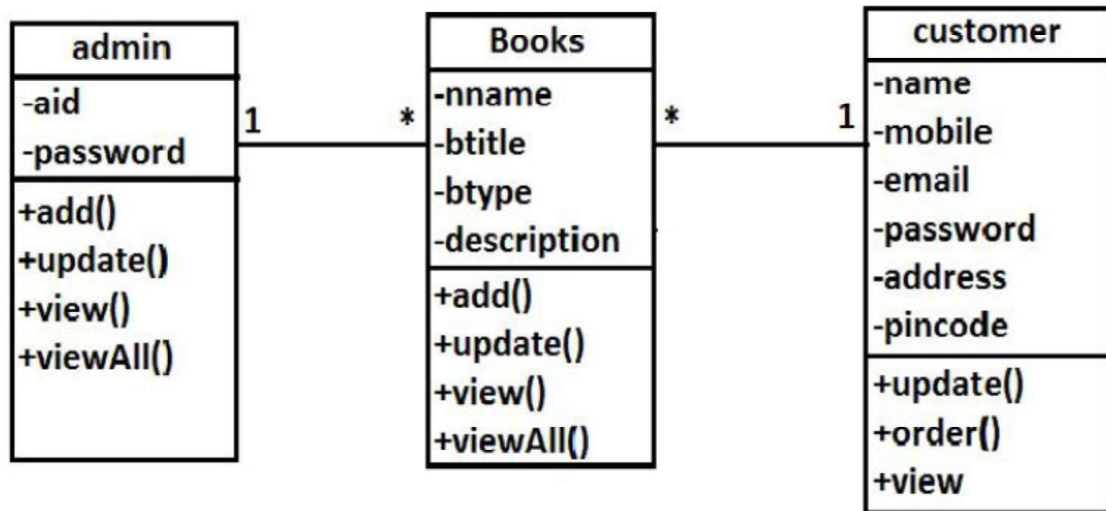 admin
-aid
-password
+add()
+update()
+view()
+viewAll()
1
*
Books
-nname
-btitle
-btype
-description
+add()
+update()
+view()
+viewAll()
*
1
customer
-name
-mobile
-email
-password
-address
-pincode
+update()
+order()
+view